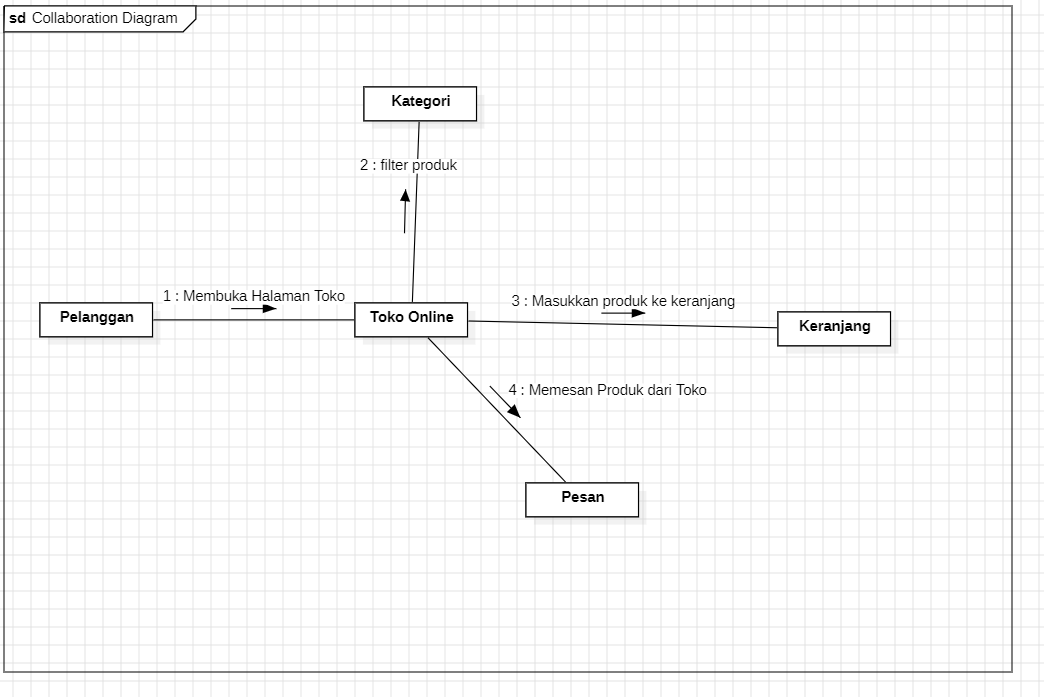 sd Collaboration Diagram
Kategori
2 : filter produk
1 : Membuka Halaman Toko
3 : Masukkan produk ke keranjang
Pelanggan
Toko Online
Keranjang
4 : Memesan Produk dari Toko
Pesan